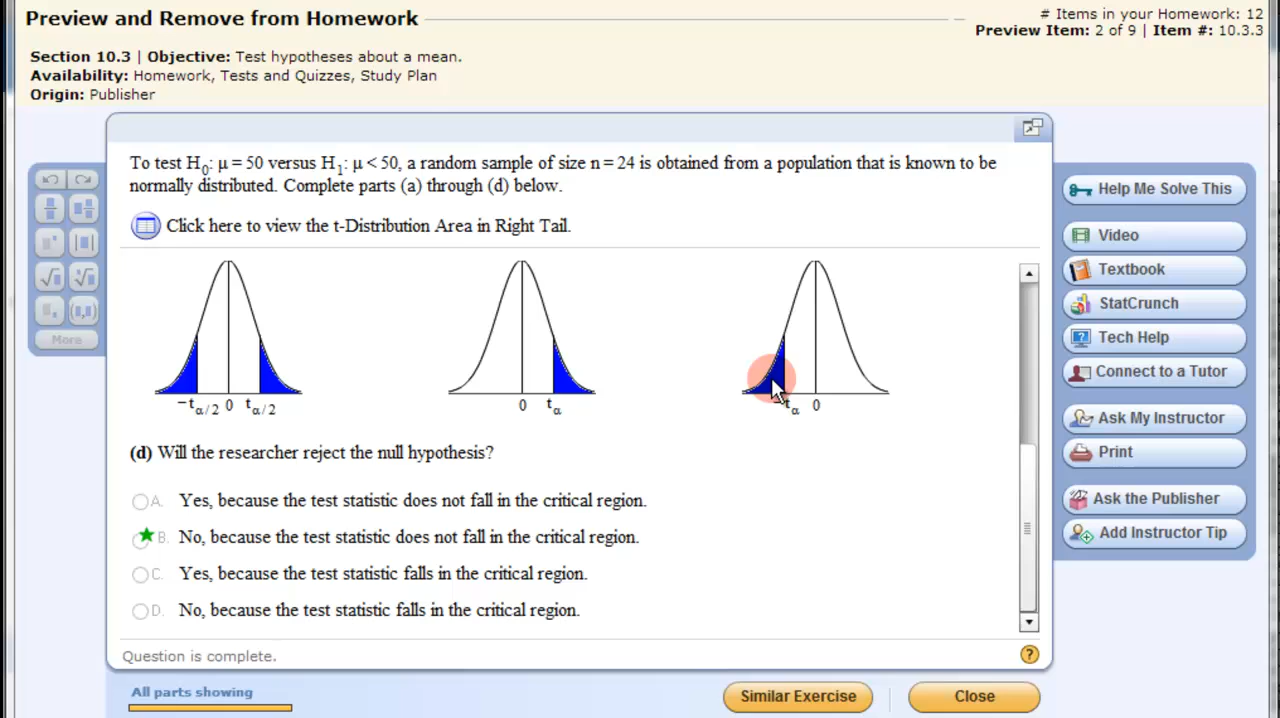 Preview and Remove from Homework
# Items in your Homework: 12
Preview Item: 2 of 9 | Item #: 10.3.3
Section 10.3 | Objective: Test hypotheses about a mean.
Availability: Homework, Tests and Quizzes, Study Plan
Origin: Publisher
To test H₀: μ = 50 versus H₁: μ < 50, a random sample of size n = 24 is obtained from a population that is known to be
normally distributed. Complete parts (a) through (d) below.
Click here to view the t-Distribution Area in Right Tail.
−t α/2 0 t α/2
0 t α
−t α 0
(d) Will the researcher reject the null hypothesis?
A. Yes, because the test statistic does not fall in the critical region.
B. No, because the test statistic does not fall in the critical region.
C. Yes, because the test statistic falls in the critical region.
D. No, because the test statistic falls in the critical region.
Question is complete.
?
All parts showing
Similar Exercise
Close
More
Help Me Solve This
Video
Textbook
StatCrunch
Tech Help
Connect to a Tutor
Ask My Instructor
Print
Ask the Publisher
Add Instructor Tip